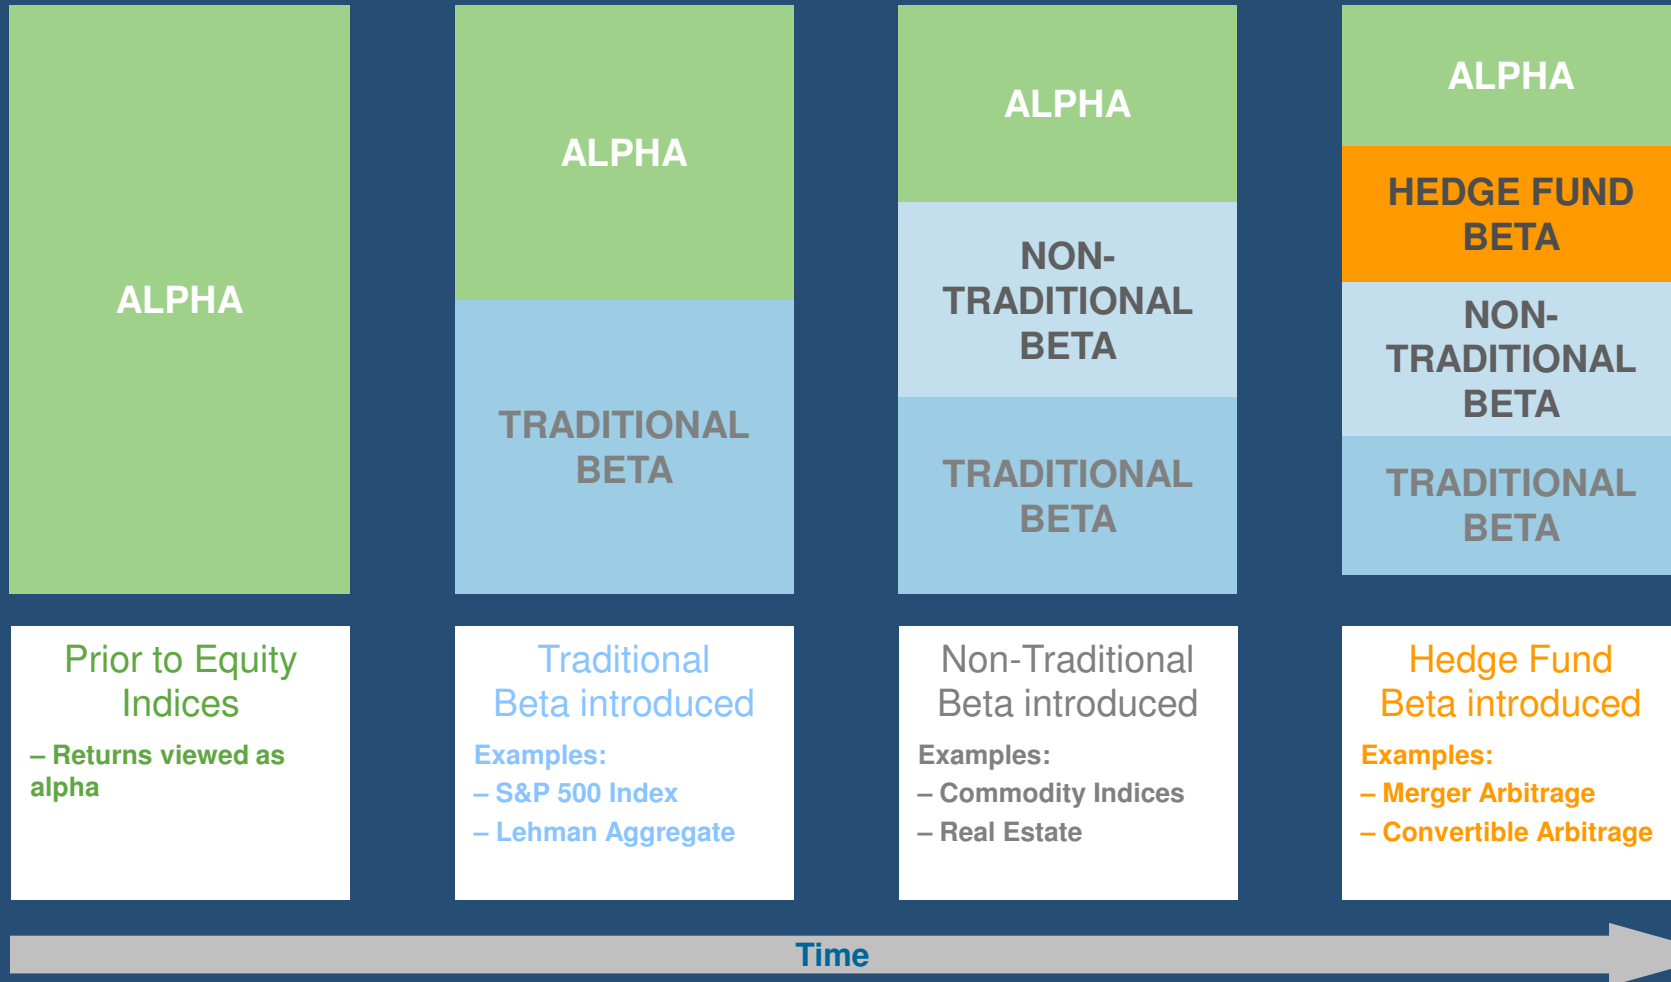 ALPHA
ALPHA
TRADITIONAL
BETA
ALPHA
NON-
TRADITIONAL
BETA
TRADITIONAL
BETA
ALPHA
HEDGE FUND
BETA
NON-
TRADITIONAL
BETA
TRADITIONAL
BETA
Prior to Equity
Indices
– Returns viewed as
alpha
Traditional
Beta introduced
Examples:
– S&P 500 Index
– Lehman Aggregate
Non-Traditional
Beta introduced
Examples:
– Commodity Indices
– Real Estate
Hedge Fund
Beta introduced
Examples:
– Merger Arbitrage
– Convertible Arbitrage
Time